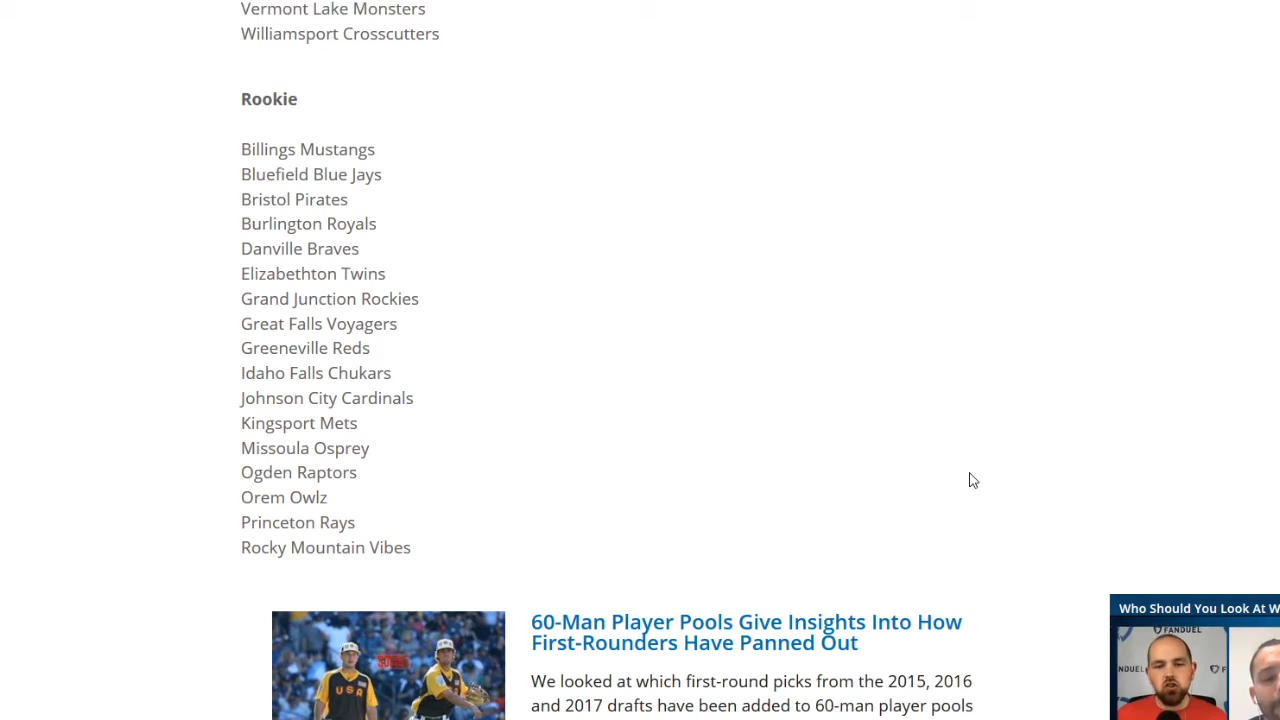 Vermont Lake Monsters
Williamsport Crosscutters
Rookie
Billings Mustangs
Bluefield Blue Jays
Bristol Pirates
Burlington Royals
Danville Braves
Elizabethton Twins
Grand Junction Rockies
Great Falls Voyagers
Greeneville Reds
Idaho Falls Chukars
Johnson City Cardinals
Kingsport Mets
Missoula Osprey
Ogden Raptors
Orem Owlz
Princeton Rays
Rocky Mountain Vibes
60-Man Player Pools Give Insights Into How
First-Rounders Have Panned Out
We looked at which first-round picks from the 2015, 2016
and 2017 drafts have been added to 60-man player pools
USA
Who Should You Look At W
FANDUEL